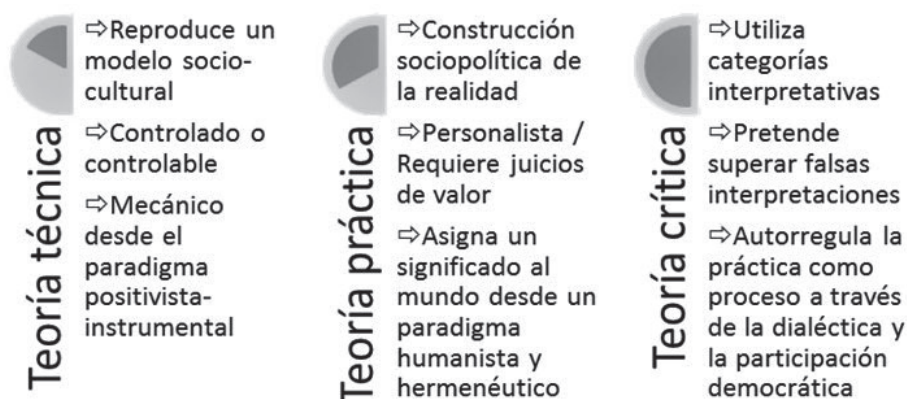 Teoría técnica
⇨Reproduce un
modelo socio-
cultural
⇨Controlado o
controlable
⇨Mecánico
desde el
paradigma
positivista-
instrumental
Teoría práctica
⇨Construcción
sociopolítica de
la realidad
⇨Personalista /
Requiere juicios
de valor
⇨Asigna un
significado al
mundo desde un
paradigma
humanista y
hermenéutico
Teoría crítica
⇨Utiliza
categorías
interpretativas
⇨Pretende
superar falsas
interpretaciones
⇨Autorregula la
práctica como
proceso a través
de la dialéctica y
la participación
democrática